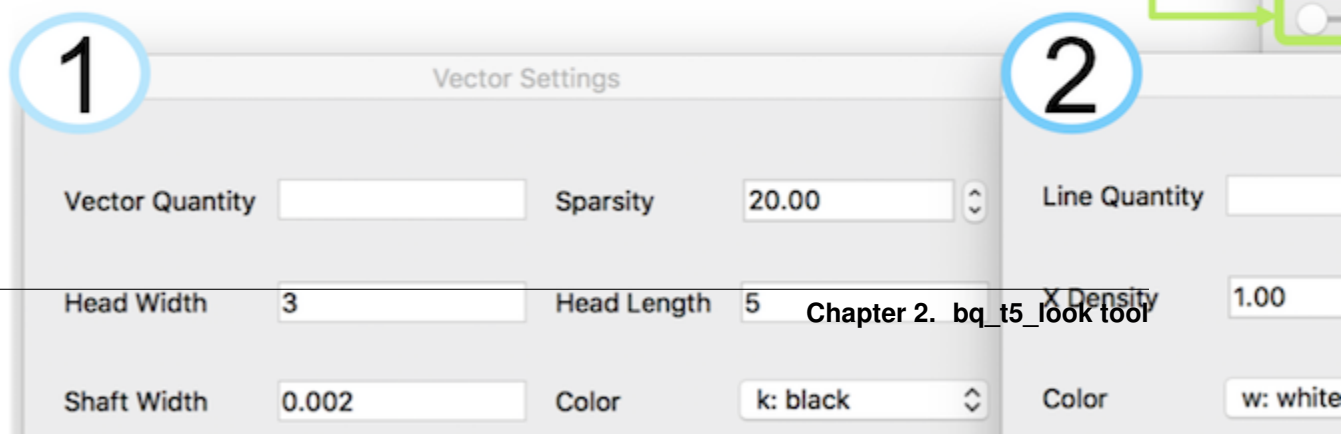 1 Vector Settings 2
Vector Quantity Sparsity 20.00 Line Quantity
Head Width 3 Head Length 5 X Density 1.00
Chapter 2. bq_t5_look tool
Shaft Width 0.002 Color k: black Color w: white